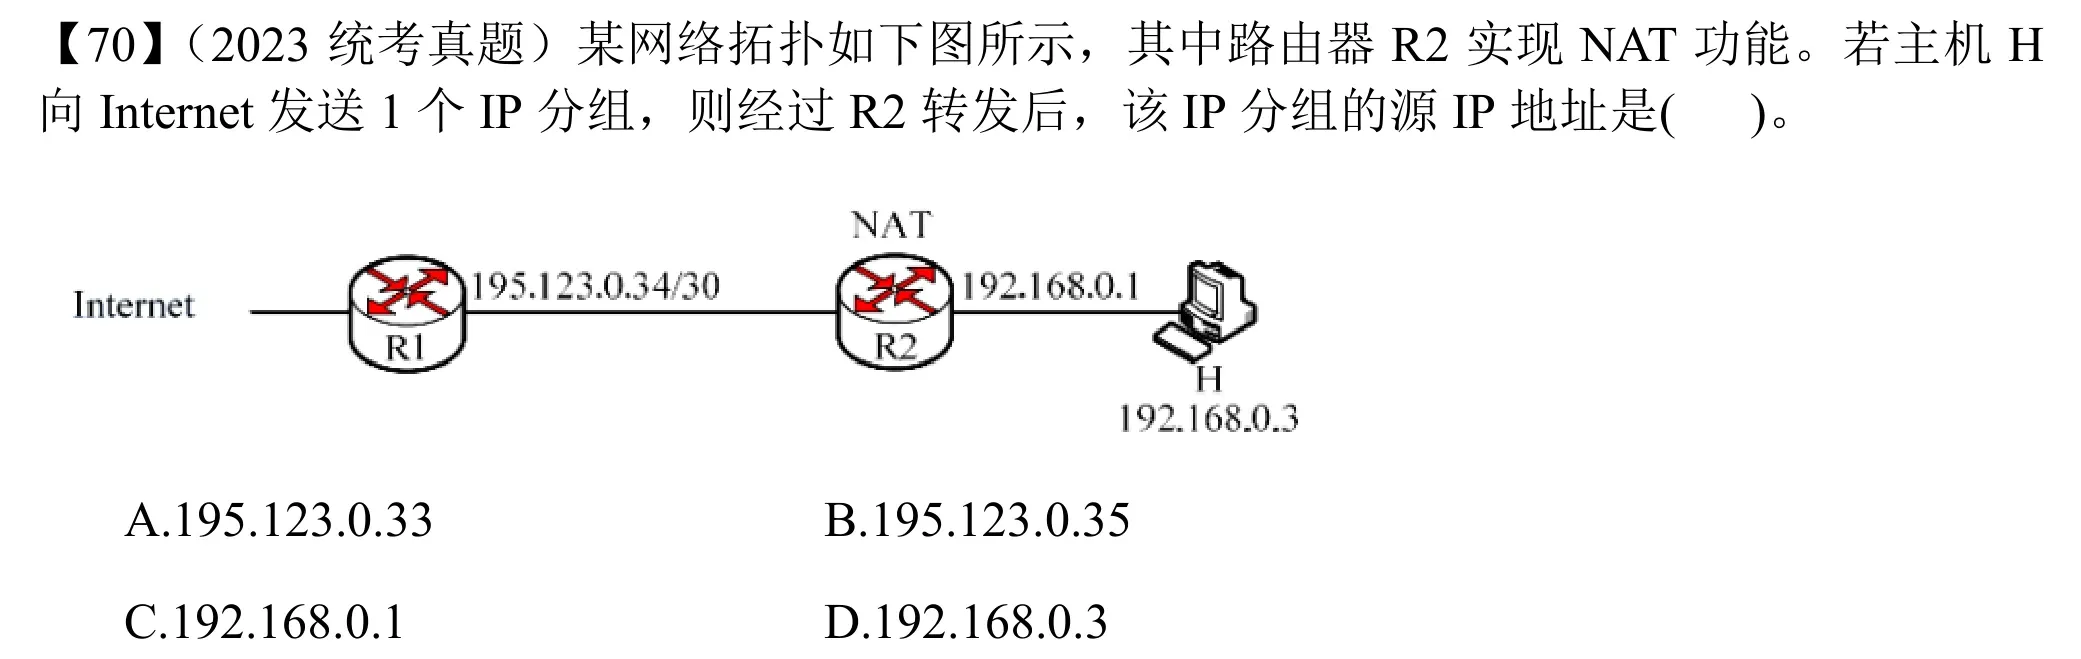 【70】（2023 统考真题）某网络拓扑如下图所示，其中路由器 R2 实现 NAT 功能。若主机 H
向 Internet 发送 1 个 IP 分组，则经过 R2 转发后，该 IP 分组的源 IP 地址是(    )。
NAT
Internet
195.123.0.34/30
192.168.0.1
R1
R2
H
192.168.0.3
A.195.123.0.33
B.195.123.0.35
C.192.168.0.1
D.192.168.0.3